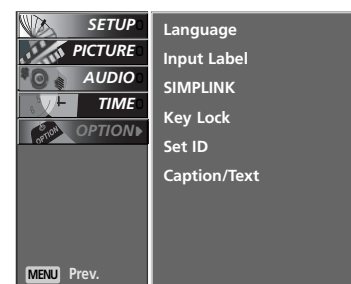 SETUP
PICTURE
AUDIO
TIME
OPTION
MENU Prev.
Language
Input Label
SIMPLINK
Key Lock
Set ID
Caption/Text